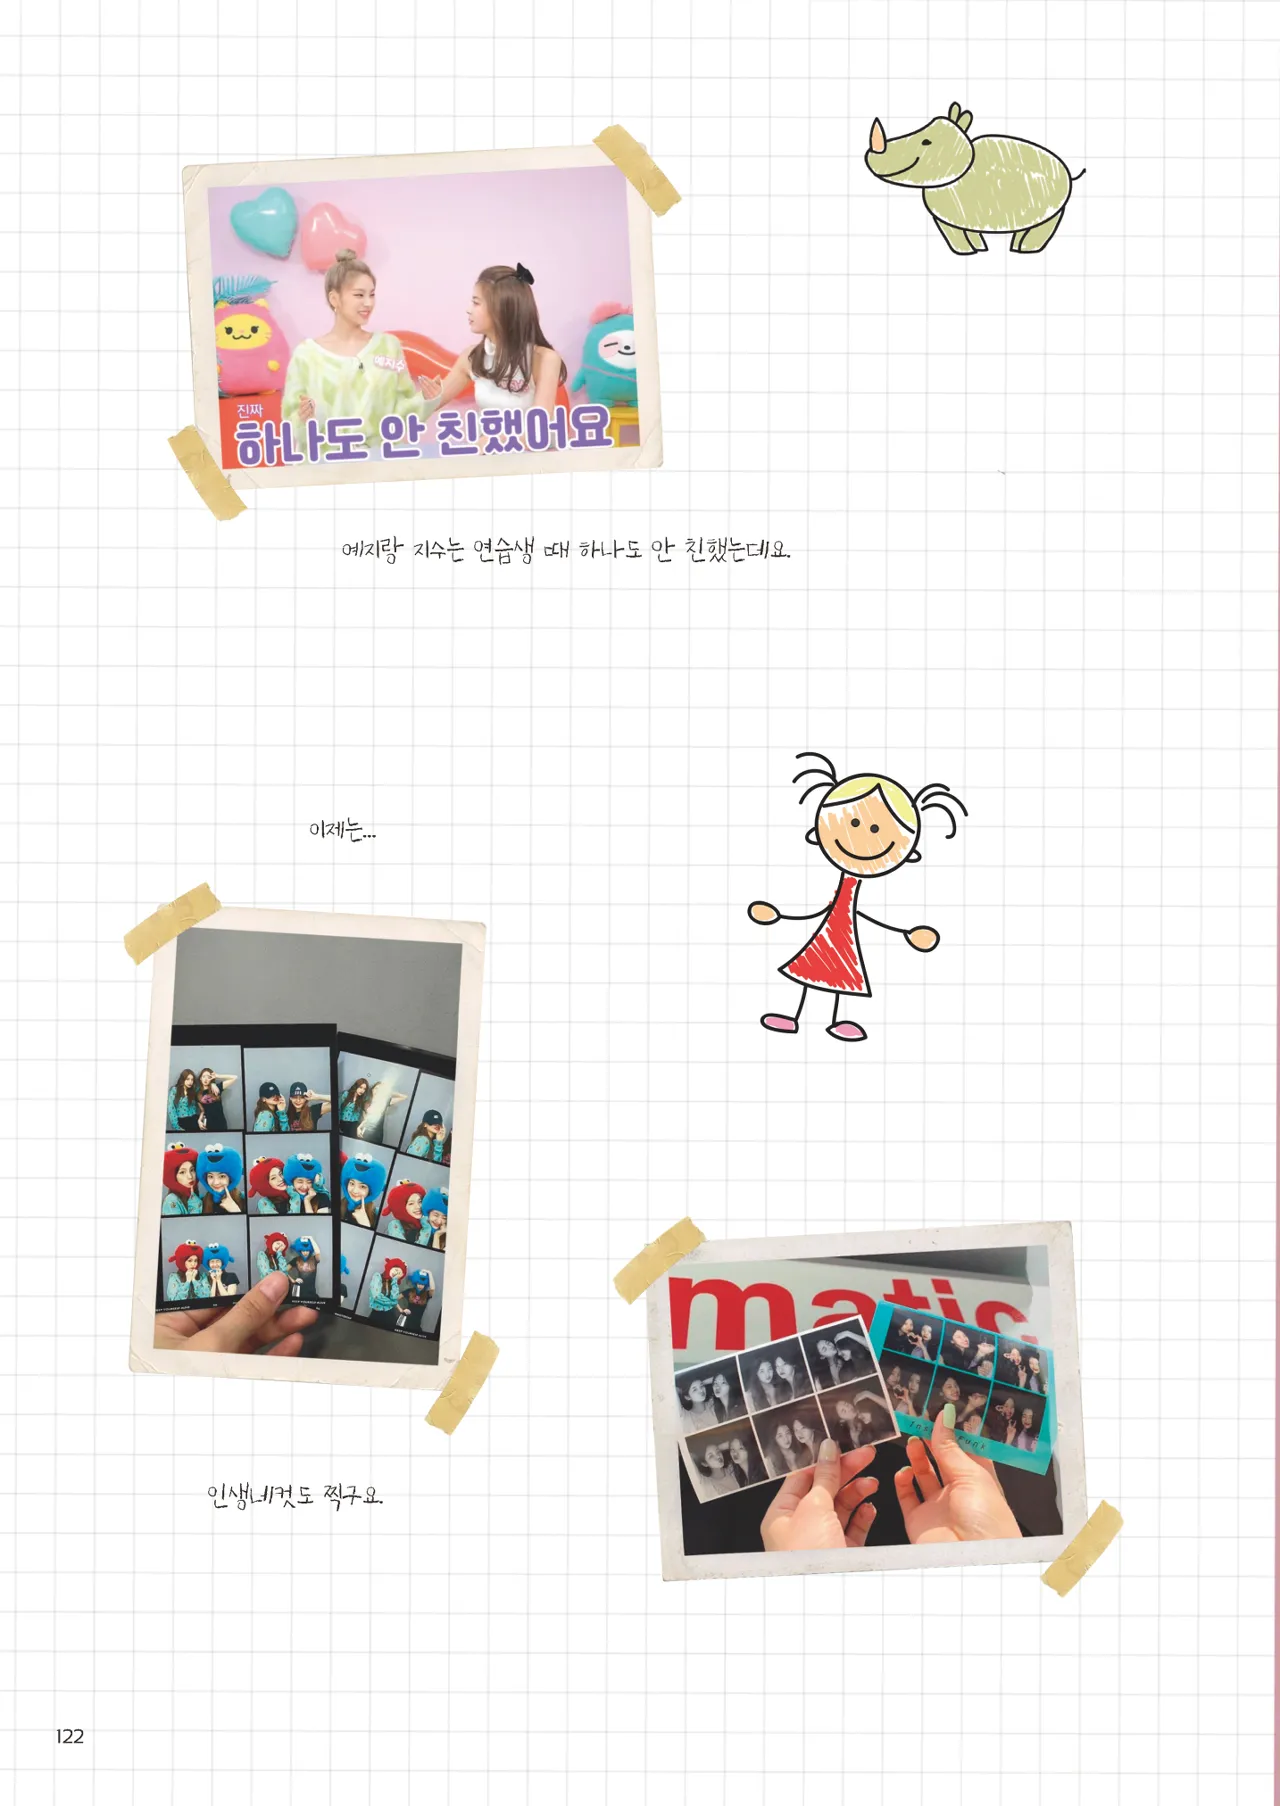 예지수
진짜
하나도 안 친했어요
예지랑 지수는 연습생 때 하나도 안 친했는데요.
이제는...
matic
인생네컷도 찍구요.
122